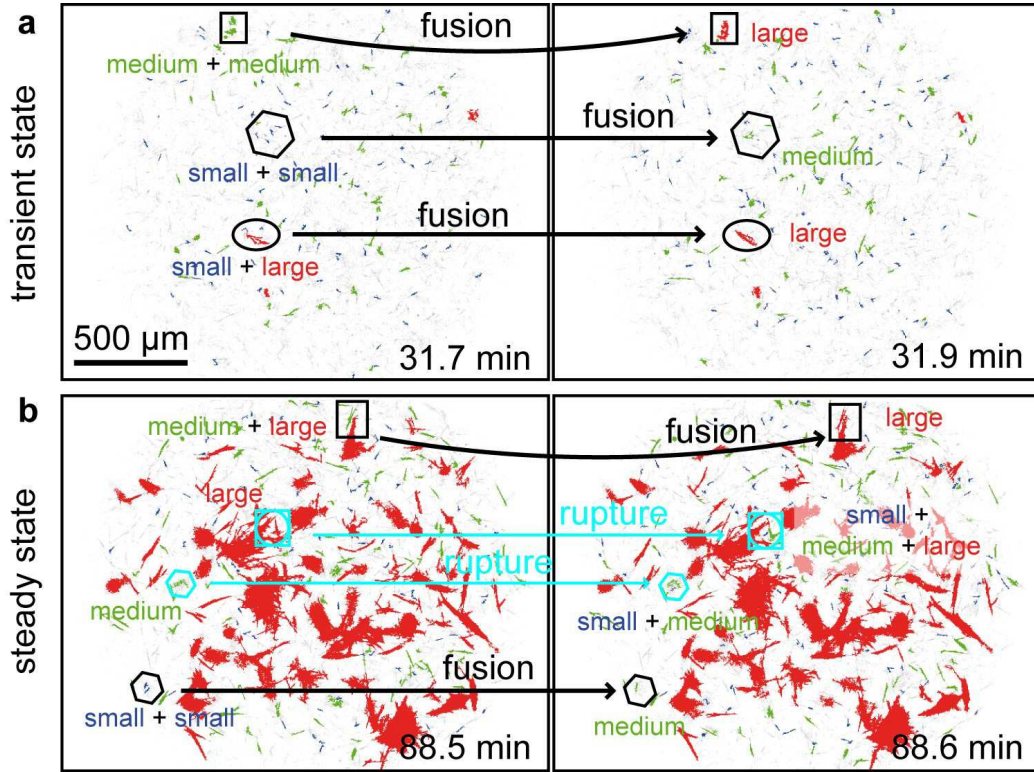 a
transient state
fusion
large
medium + medium
fusion
small + small
medium
fusion
large
small + large
500 µm
31.7 min
31.9 min
b
steady state
large
medium + large
fusion
large
rupture
small +
medium + large
rupture
medium
small + medium
fusion
small + small
medium
88.5 min
88.6 min